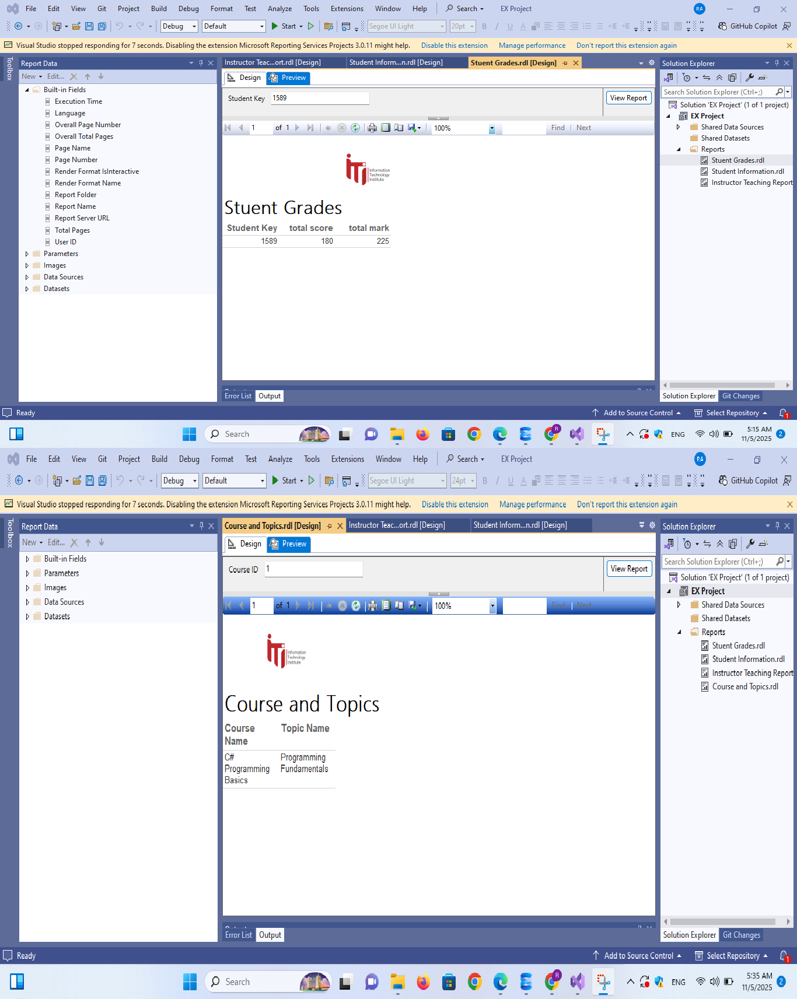 File Edit View Git Project Build Debug Format Test Analyze Tools Extensions Window Help Search EX Project RA
Debug Default Start Segoe UI Light 20pt B I U A GitHub Copilot
Visual Studio stopped responding for 7 seconds. Disabling the extension Microsoft Reporting Services Projects 3.0.11 might help. Disable this extension Manage performance Don't report this extension again
Toolbox
Report Data
New Edit...
Built-in Fields
Execution Time
Language
Overall Page Number
Overall Total Pages
Page Name
Page Number
Render Format IsInteractive
Render Format Name
Report Folder
Report Name
Report Server URL
Total Pages
User ID
Parameters
Images
Data Sources
Datasets
Instructor Teac...ort.rdl [Design] Student Inform...n.rdl [Design] Stuent Grades.rdl [Design]
Design Preview
Student Key 1589 View Report
1 of 1 100% Find | Next
iTi Information
Technology
Institute
Stuent Grades
Student Key total score total mark
1589 180 225
Error List Output
Solution Explorer
Search Solution Explorer (Ctrl+;)
Solution 'EX Project' (1 of 1 project)
EX Project
Shared Data Sources
Shared Datasets
Reports
Stuent Grades.rdl
Student Information.rdl
Instructor Teaching Report
Solution Explorer Git Changes
Ready Add to Source Control Select Repository 1
Search R ENG 5:15 AM
11/5/2025 2
File Edit View Git Project Build Debug Format Test Analyze Tools Extensions Window Help Search EX Project RA
Debug Default Start Segoe UI Light 24pt B I U A GitHub Copilot
Visual Studio stopped responding for 7 seconds. Disabling the extension Microsoft Reporting Services Projects 3.0.11 might help. Disable this extension Manage performance Don't report this extension again
Toolbox
Report Data
New Edit...
Built-in Fields
Parameters
Images
Data Sources
Datasets
Course and Topics.rdl [Design] Instructor Teac...ort.rdl [Design] Student Inform...n.rdl [Design]
Design Preview
Course ID 1 View Report
1 of 1 100% Find | Next
iTi Information
Technology
Institute
Course and Topics
Course Name Topic Name
C# Programming Basics Programming Fundamentals
Error List Output
Solution Explorer
Search Solution Explorer (Ctrl+;)
Solution 'EX Project' (1 of 1 project)
EX Project
Shared Data Sources
Shared Datasets
Reports
Stuent Grades.rdl
Student Information.rdl
Instructor Teaching Report
Course and Topics.rdl
Solution Explorer Git Changes
Ready Add to Source Control Select Repository 1
Search R ENG 5:35 AM
11/5/2025 2